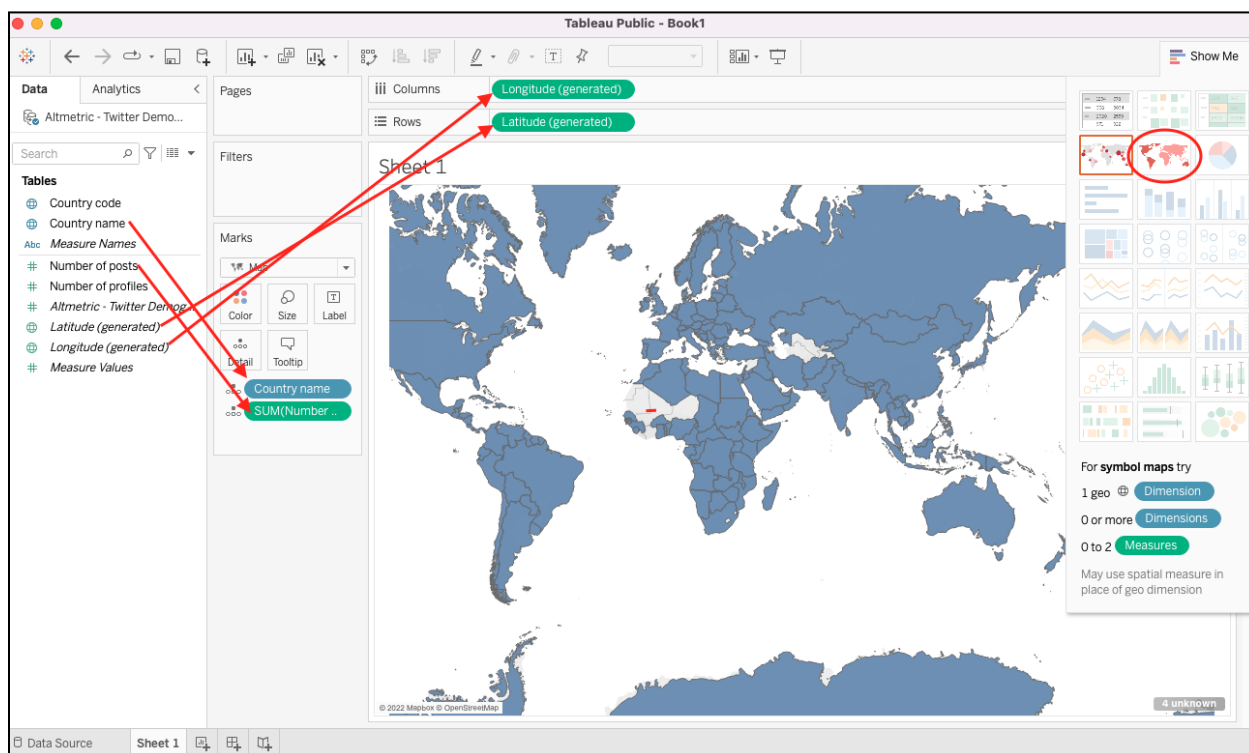 Tableau Public - Book1
Show Me
Data
Analytics
Altmetric - Twitter Demo...
Search
Tables
Country code
Country name
Abc Measure Names
Number of posts
Number of profiles
Altmetric - Twitter Demog...
Latitude (generated)
Longitude (generated)
Measure Values
Pages
Filters
Marks
Map
Color
Size
Label
Detail
Tooltip
Country name
SUM(Number ..
Columns
Longitude (generated)
Rows
Latitude (generated)
Sheet 1
© 2022 Mapbox © OpenStreetMap
4 unknown
For symbol maps try
1 geo Dimension
0 or more Dimensions
0 to 2 Measures
May use spatial measure in
place of geo dimension
Data Source
Sheet 1